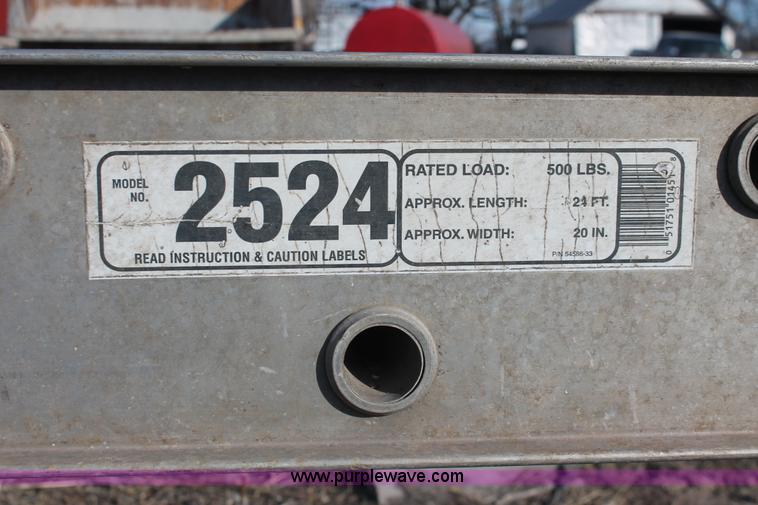 MODEL
NO.
2524
READ INSTRUCTION & CAUTION LABELS
RATED LOAD: 500 LBS.
APPROX. LENGTH: 24 FT.
APPROX. WIDTH: 20 IN.
P/N 54586-33
www.purplewave.com